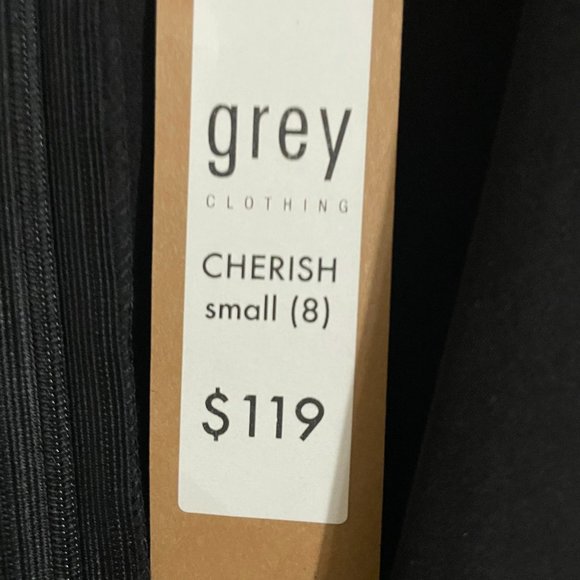 grey
CLOTHING
CHERISH
small (8)
$119